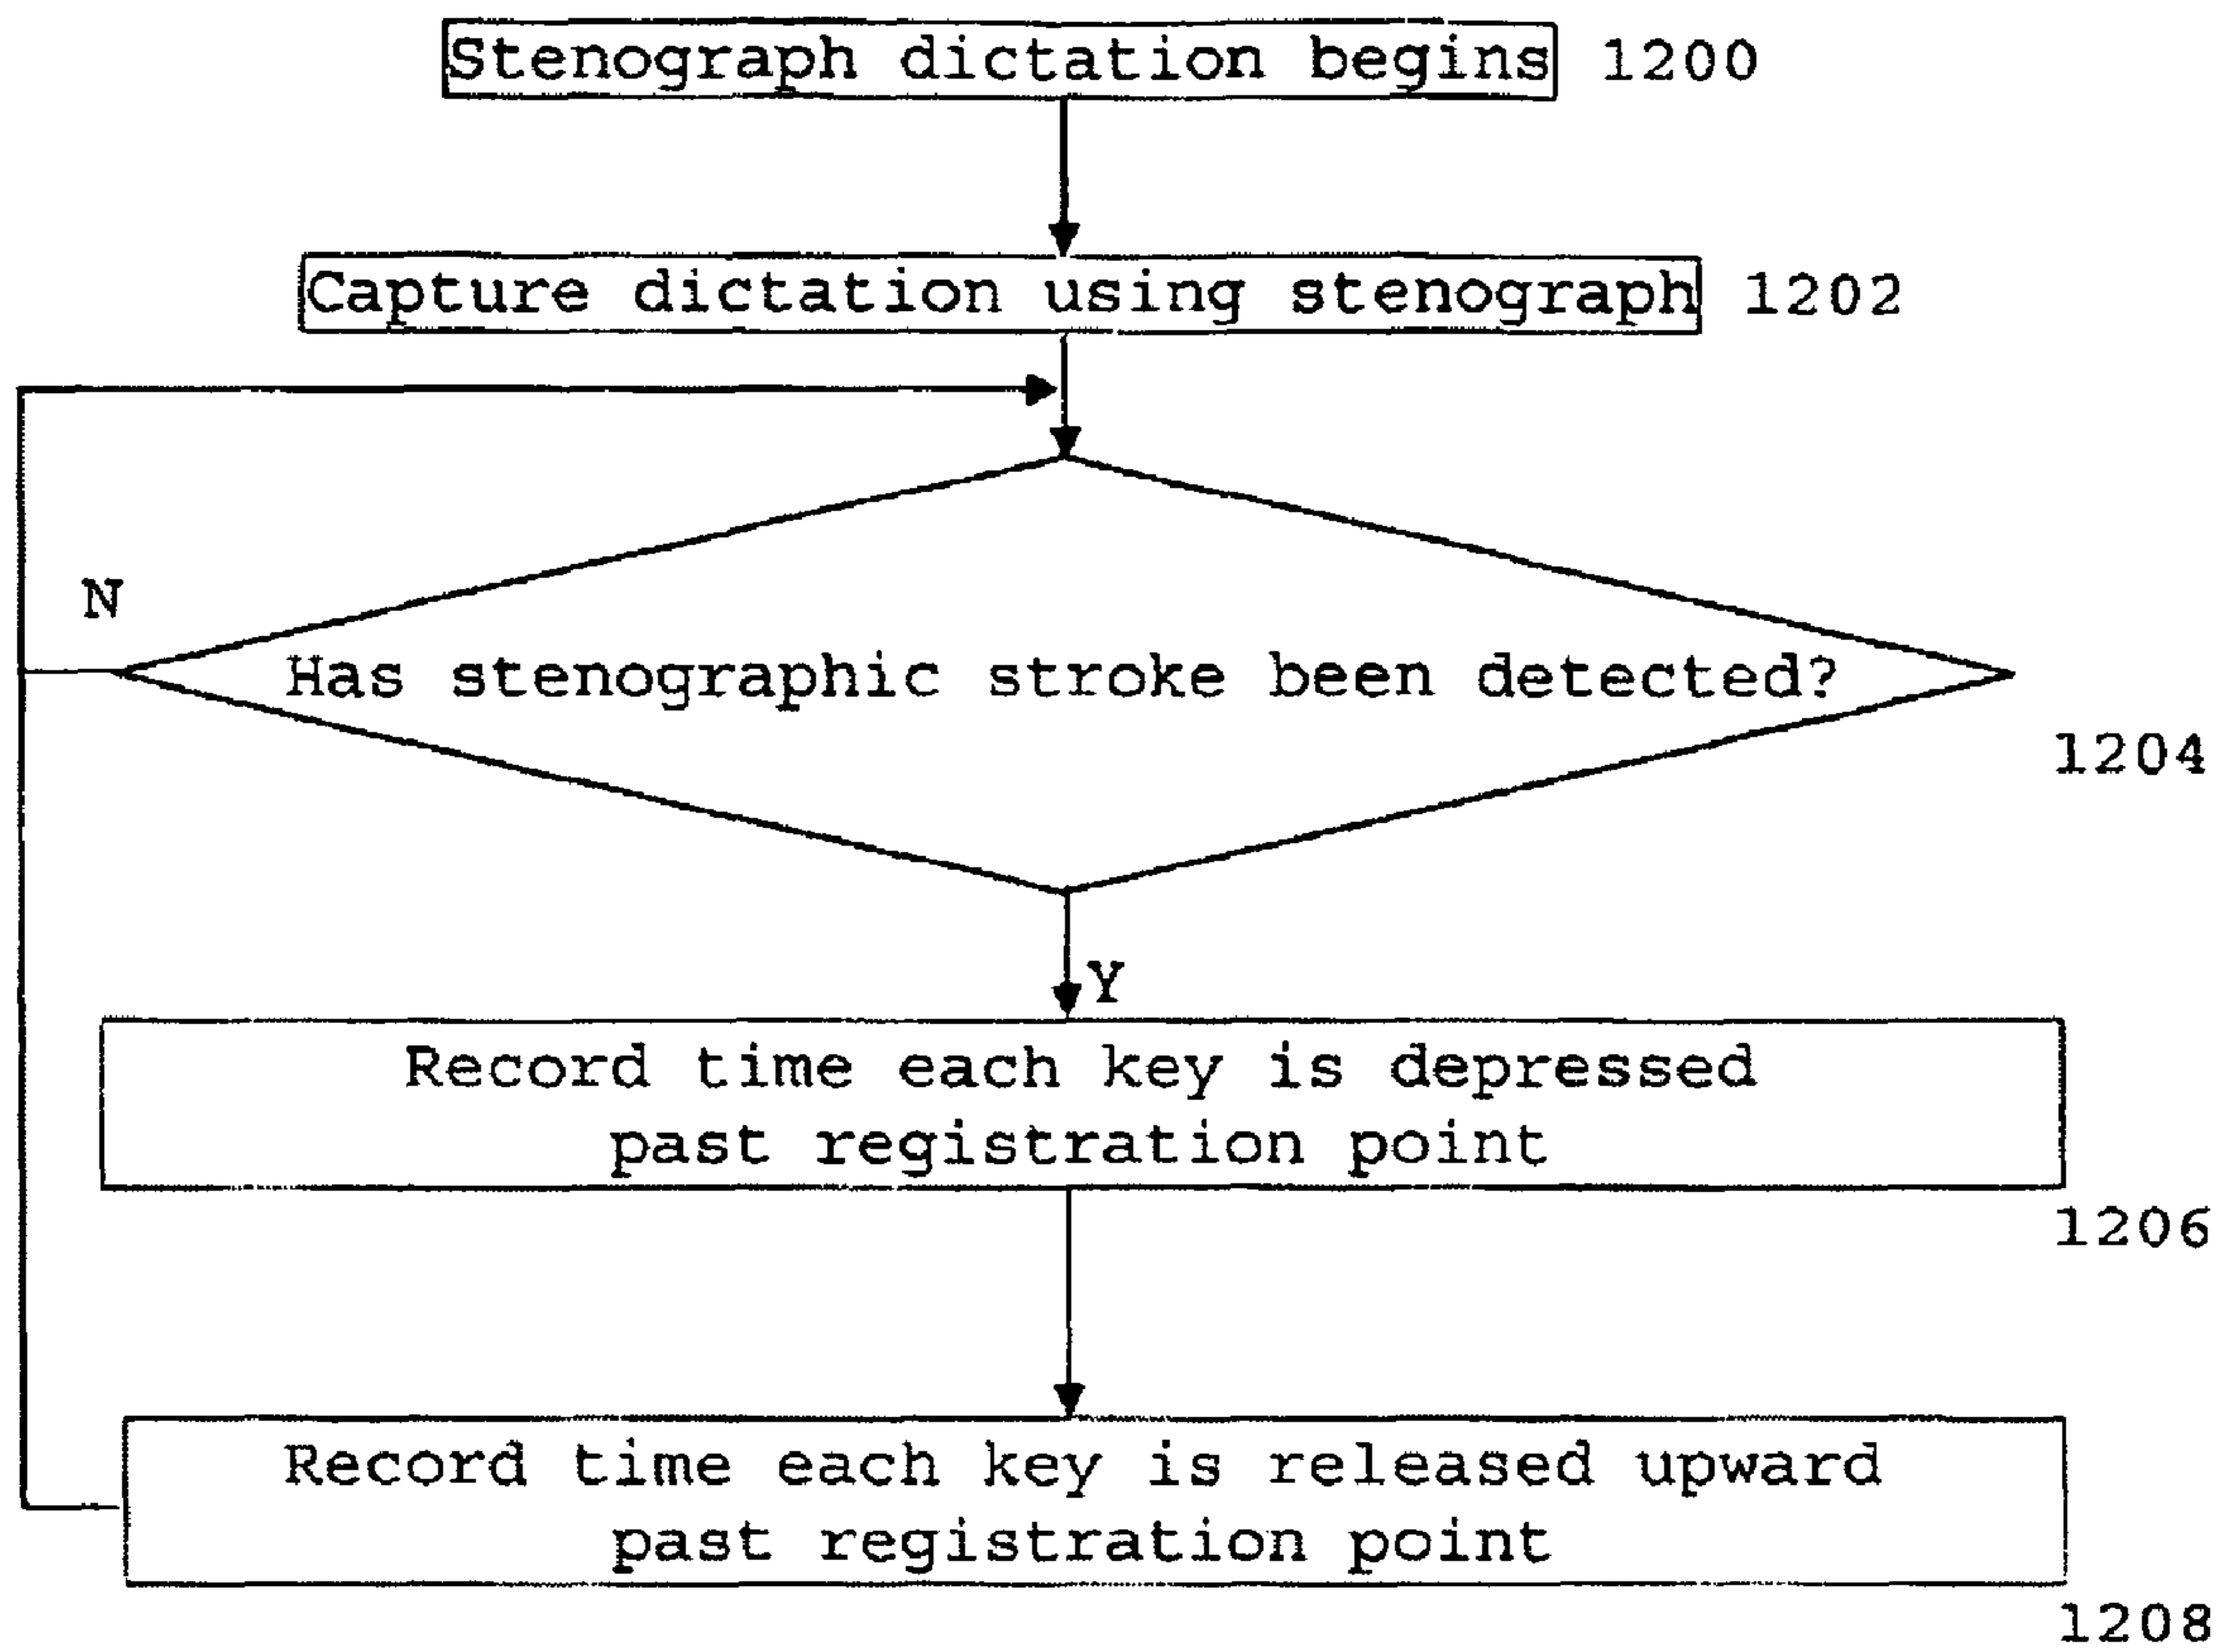 Stenograph dictation begins 1200
Capture dictation using stenograph 1202
N
Has stenographic stroke been detected?
1204
Y
Record time each key is depressed
past registration point
1206
Record time each key is released upward
past registration point
1208